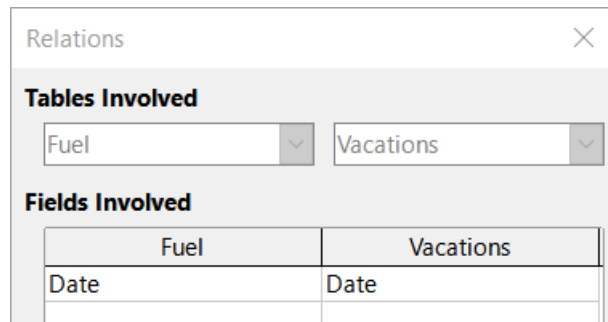 Relations
Tables Involved
Fuel Vacations
Fields Involved
Fuel Vacations
Date Date